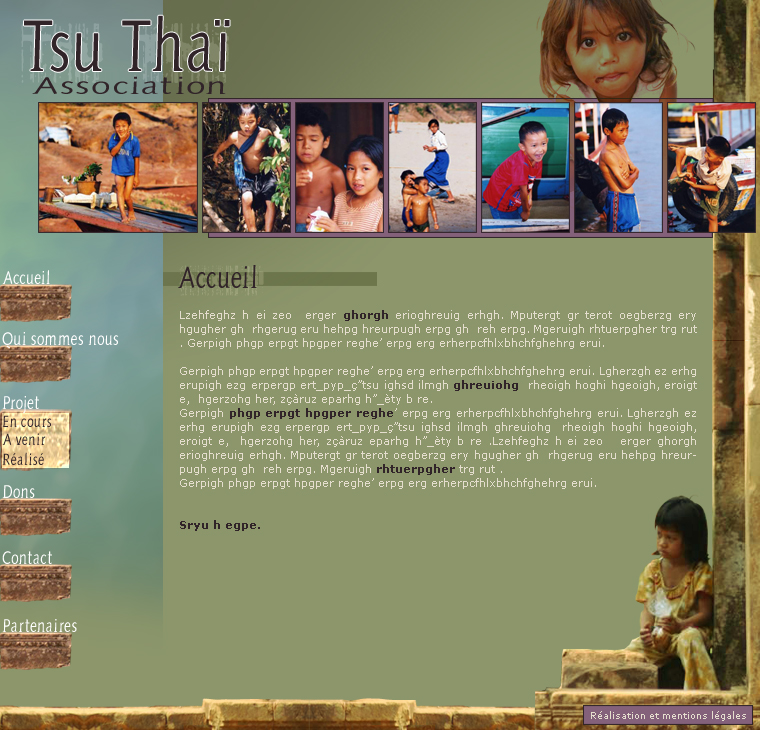 Tsu Thaï
Association
Accueil
Qui sommes nous
Projet
En cours
A venir
Réalisé
Dons
Contact
Partenaires
Accueil
Lzehfeghz h ei zeo erger ghorgh erioghreuig erhgh. Mputergt gr terot oegberzg ery
hgugher gh rhgerug eru hehpg hreurpugh erpg gh reh erpg. Mgeruigh rhtuerpgher trg rut
. Gerpigh phgp erpgt hpgper reghe’ erpg erg erherpcfhlxbhchfghehrg erui.
Gerpigh phgp erpgt hpgper reghe’ erpg erg erherpcfhlxbhchfghehrg erui. Lgherzgh ez erhg
erupigh ezg erpergp ert_pyp_ç”tsu ighsd ilmgh ghreuiohg rheoigh hoghi hgeoigh, eroigt
e, hgerzohg her, zçàruz eparhg h”_èty b re.
Gerpigh phgp erpgt hpgper reghe’ erpg erg erherpcfhlxbhchfghehrg erui. Lgherzgh ez
erhg erupigh ezg erpergp ert_pyp_ç”tsu ighsd ilmgh ghreuiohg rheoigh hoghi hgeoigh,
eroigt e, hgerzohg her, zçàruz eparhg h”_èty b re .Lzehfeghz h ei zeo erger ghorgh
erioghreuig erhgh. Mputergt gr terot oegberzg ery hgugher gh rhgerug eru hehpg hreur-
pugh erpg gh reh erpg. Mgeruigh rhtuerpgher trg rut .
Gerpigh phgp erpgt hpgper reghe’ erpg erg erherpcfhlxbhchfghehrg erui.
Sryu h egpe.
Réalisation et mentions légales